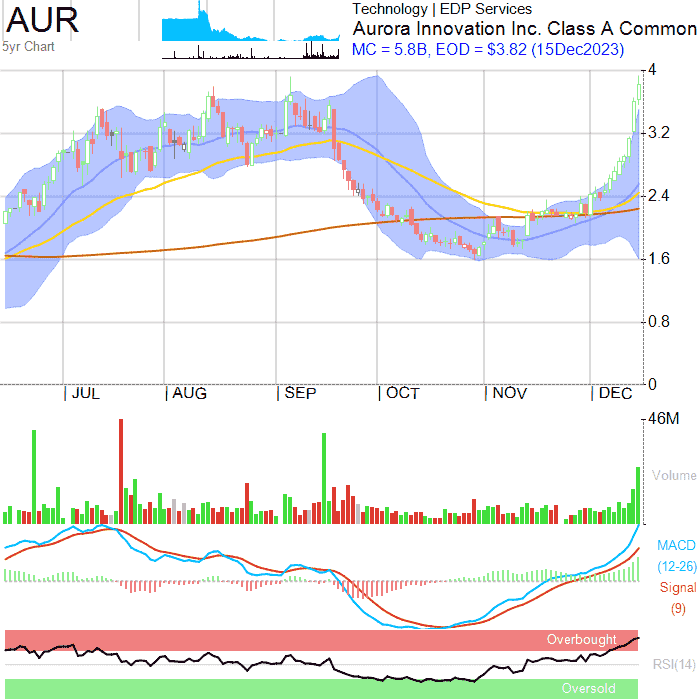 AUR
5yr Chart
Technology | EDP Services
Aurora Innovation Inc. Class A Common
MC = 5.8B, EOD = $3.82 (15Dec2023)
4
3.2
2.4
1.6
0.8
0
| JUL | AUG | SEP | OCT | NOV | DEC
46M
Volume
MACD
(12-26)
Signal
(9)
Overbought
RSI(14)
Oversold